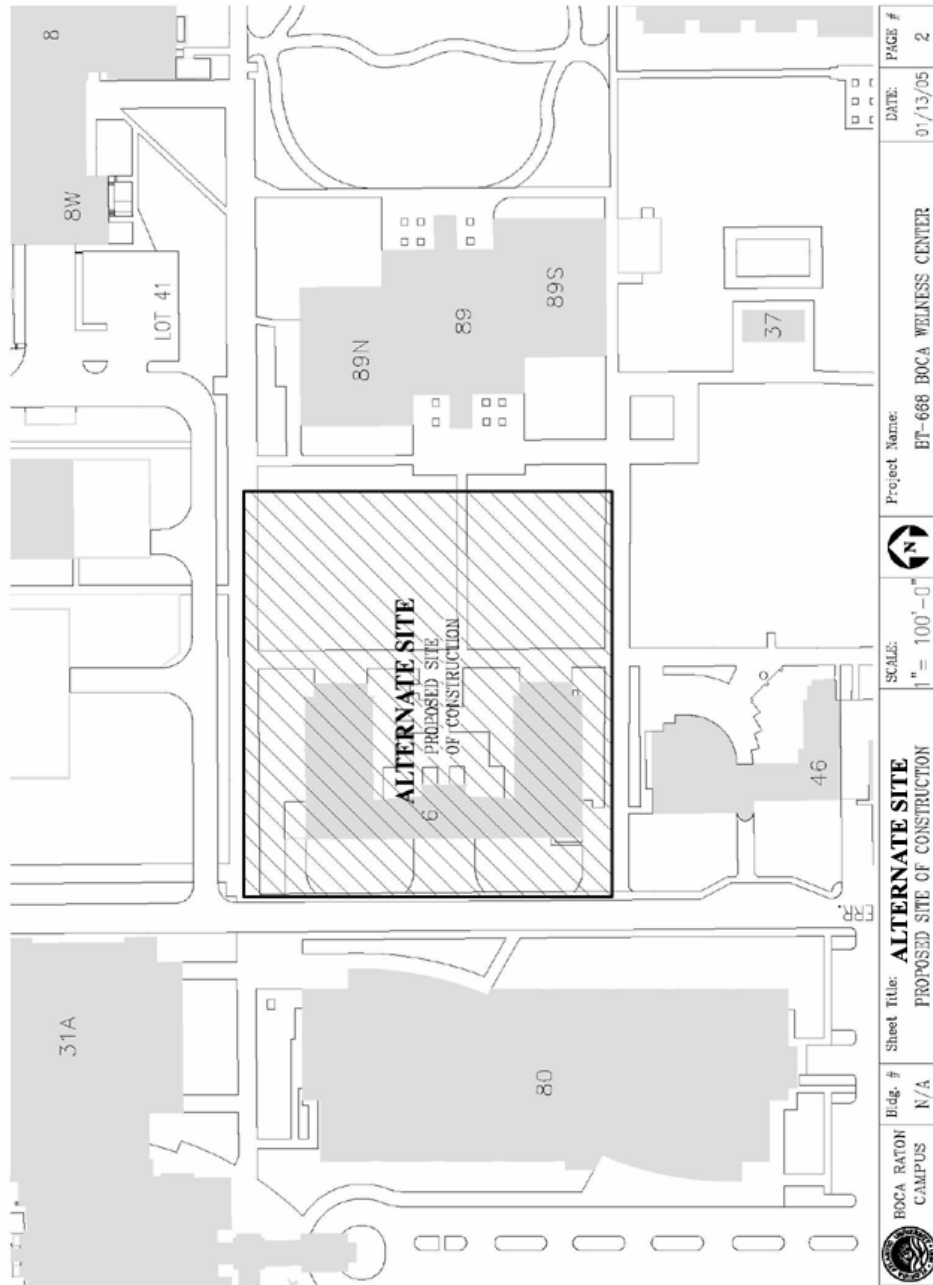 8
8W
LOT 41
31A
89N
89
89S
37
ALTERNATE SITE
PROPOSED SITE
OF CONSTRUCTION
6
80
46
ERR.
BOCA RATON
CAMPUS
Bldg. #
N/A
Sheet Title:
ALTERNATE SITE
PROPOSED SITE OF CONSTRUCTION
SCALE:
1" = 100'-0"
N
Project Name:
BT-668 BOCA WELNESS CENTER
DATE:
01/13/05
PAGE #
2